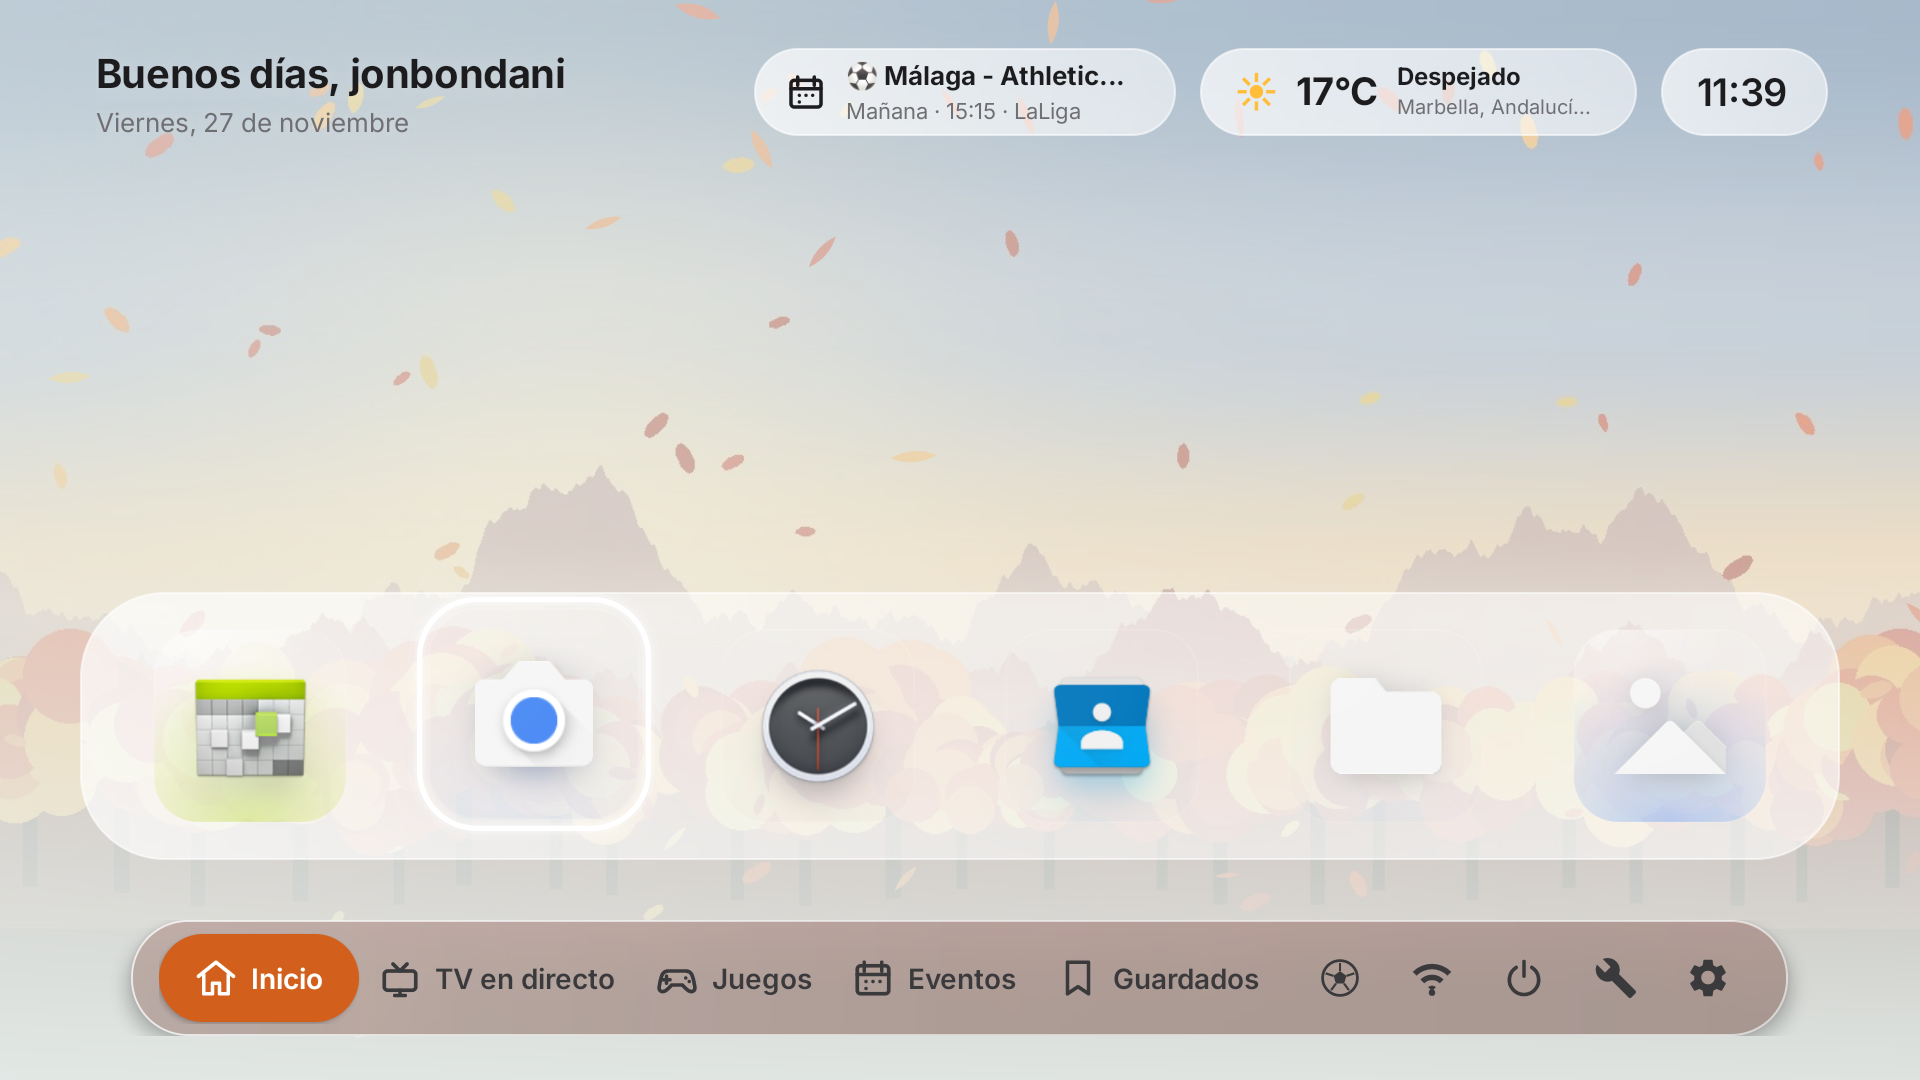 Buenos días, jonbondani
Viernes, 27 de noviembre
⚽ Málaga - Athletic...
Mañana · 15:15 · LaLiga
17°C
Despejado
Marbella, Andalucí...
11:39
Inicio
TV en directo
Juegos
Eventos
Guardados